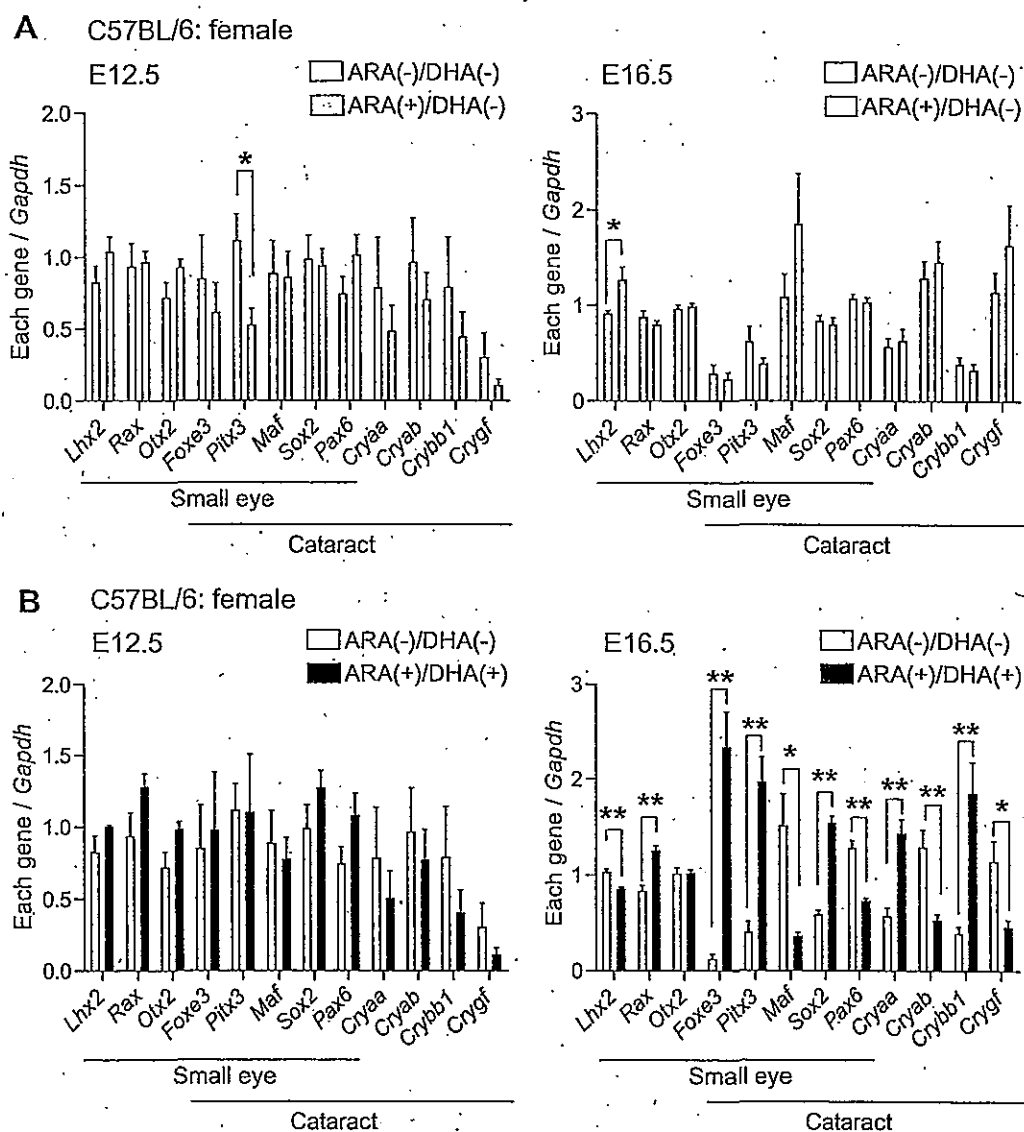 A C57BL/6: female
E12.5
ARA(-)/DHA(-)
ARA(+)/DHA(-)
Each gene / Gapdh
2.0
1.5
1.0
0.5
0.0
*
Lhx2 Rax Otx2 Foxe3 Pitx3 Maf Sox2 Pax6 Cryaa Cryab Crybb1 Crygf
Small eye
Cataract
E16.5
ARA(-)/DHA(-)
ARA(+)/DHA(-)
Each gene / Gapdh
3
2
1
0
*
Lhx2 Rax Otx2 Foxe3 Pitx3 Maf Sox2 Pax6 Cryaa Cryab Crybb1 Crygf
Small eye
Cataract
B C57BL/6: female
E12.5
ARA(-)/DHA(-)
ARA(+)/DHA(+)
Each gene / Gapdh
2.0
1.5
1.0
0.5
0.0
Lhx2 Rax Otx2 Foxe3 Pitx3 Maf Sox2 Pax6 Cryaa Cryab Crybb1 Crygf
Small eye
Cataract
E16.5
ARA(-)/DHA(-)
ARA(+)/DHA(+)
Each gene / Gapdh
3
2
1
0
** ** ** ** * ** ** ** ** ** *
Lhx2 Rax Otx2 Foxe3 Pitx3 Maf Sox2 Pax6 Cryaa Cryab Crybb1 Crygf
Small eye
Cataract